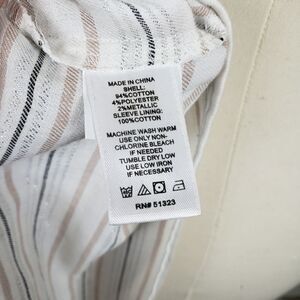 MADE IN CHINA
SHELL:
94%COTTON
4%POLYESTER
2%METALLIC
SLEEVE LINING:
100%COTTON
MACHINE WASH WARM
USE ONLY NON-
CHLORINE BLEACH
IF NEEDED
TUMBLE DRY LOW
USE LOW IRON
IF NECESSARY
RN# 51323